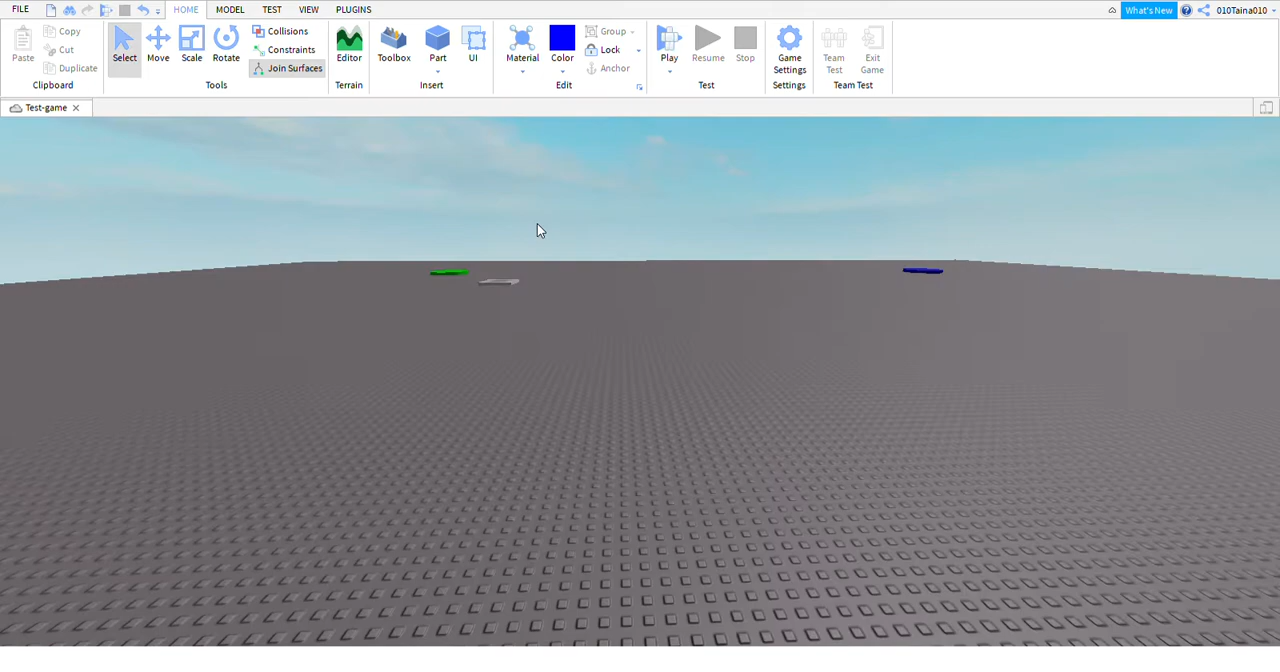 FILE HOME MODEL TEST VIEW PLUGINS What's New 010Taina010
Copy Collisions Group
Cut Constraints Lock
Paste Duplicate Select Move Scale Rotate Join Surfaces Editor Toolbox Part UI Material Color Anchor Play Resume Stop Game Settings Team Test Exit Game
Clipboard Tools Terrain Insert Edit Test Settings Team Test
Test-game